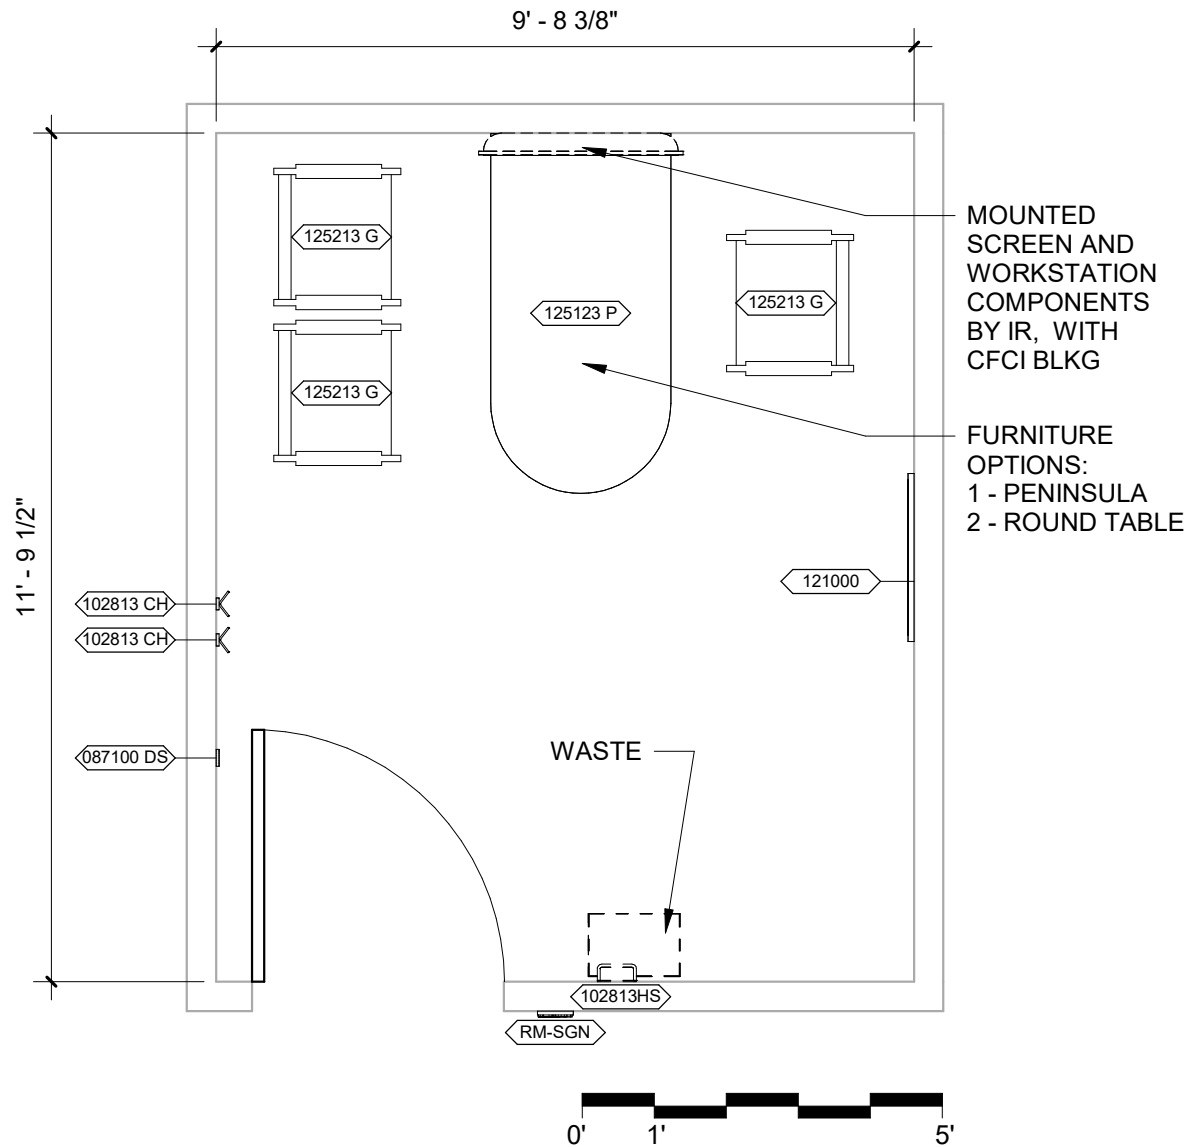 9' - 8 3/8"
11' - 9 1/2"
125213 G
125213 G
125123 P
125213 G
MOUNTED
SCREEN AND
WORKSTATION
COMPONENTS
BY IR, WITH
CFCI BLKG
FURNITURE
OPTIONS:
1 - PENINSULA
2 - ROUND TABLE
121000
102813 CH
102813 CH
087100 DS
WASTE
102813HS
RM-SGN
0' 1' 5'